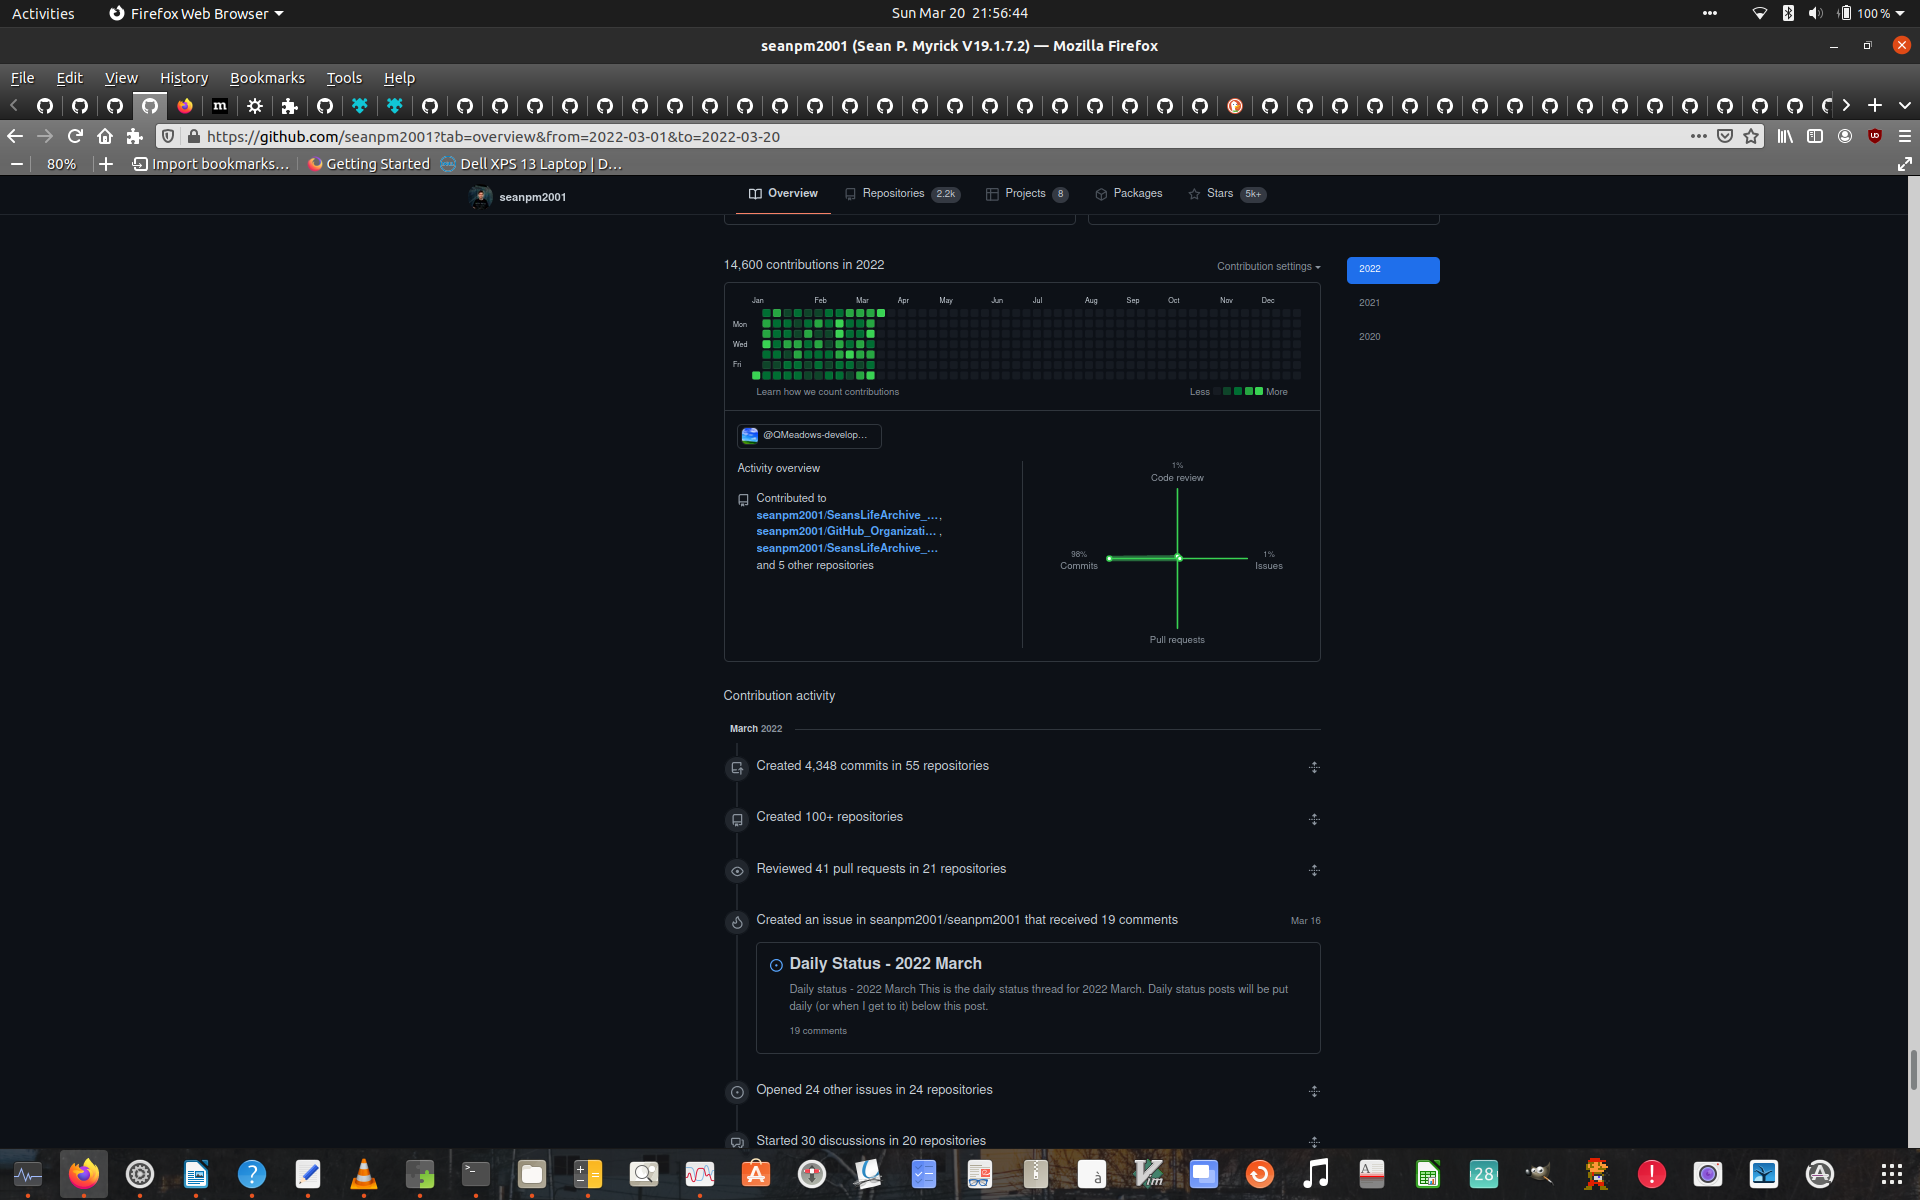 Activities
Firefox Web Browser
Sun Mar 20 21:56:44
100 %
seanpm2001 (Sean P. Myrick V19.1.7.2) — Mozilla Firefox
File Edit View History Bookmarks Tools Help
https://github.com/seanpm2001?tab=overview&from=2022-03-01&to=2022-03-20
80%
Import bookmarks…
Getting Started
Dell XPS 13 Laptop | D…
seanpm2001
Overview
Repositories 2.2k
Projects 8
Packages
Stars 5k+
14,600 contributions in 2022
Contribution settings
2022
2021
2020
Jan Feb Mar Apr May Jun Jul Aug Sep Oct Nov Dec
Mon
Wed
Fri
Learn how we count contributions
Less
More
@QMeadows-develop…
Activity overview
Contributed to
seanpm2001/SeansLifeArchive_… ,
seanpm2001/GitHub_Organizati… ,
seanpm2001/SeansLifeArchive_…
and 5 other repositories
1%
Code review
98%
Commits
1%
Issues
Pull requests
Contribution activity
March 2022
Created 4,348 commits in 55 repositories
Created 100+ repositories
Reviewed 41 pull requests in 21 repositories
Created an issue in seanpm2001/seanpm2001 that received 19 comments
Mar 16
Daily Status - 2022 March
Daily status - 2022 March This is the daily status thread for 2022 March. Daily status posts will be put
daily (or when I get to it) below this post.
19 comments
Opened 24 other issues in 24 repositories
Started 30 discussions in 20 repositories
28